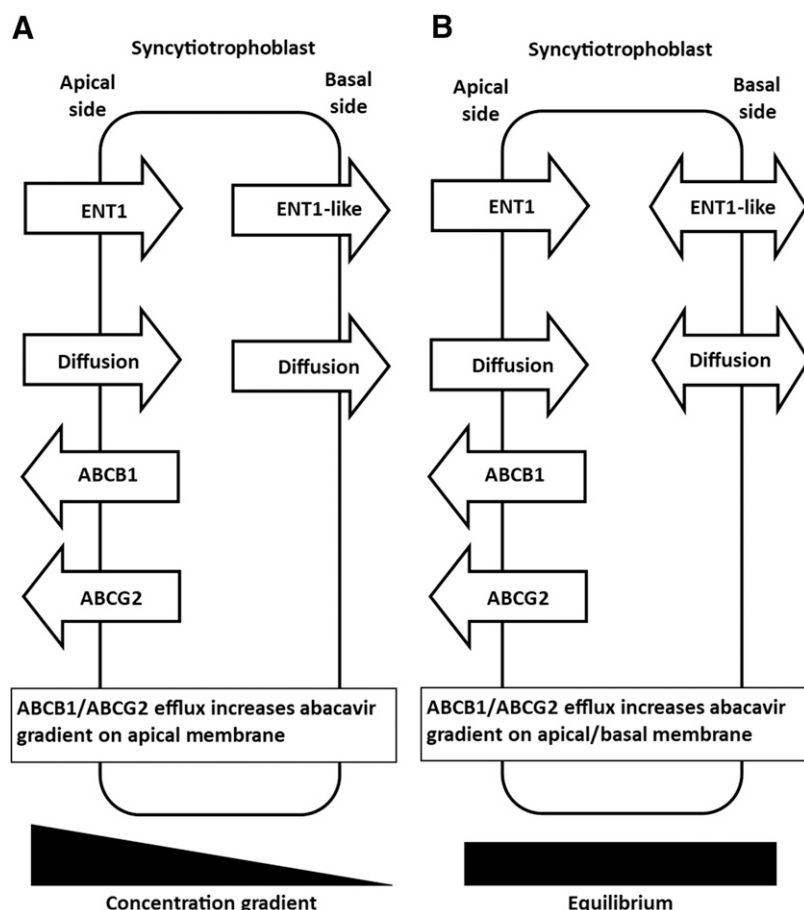 A
Syncytiotrophoblast
Apical
side
Basal
side
ENT1
ENT1-like
Diffusion
Diffusion
ABCB1
ABCG2
ABCB1/ABCG2 efflux increases abacavir
gradient on apical membrane
Concentration gradient
B
Syncytiotrophoblast
Apical
side
Basal
side
ENT1
ENT1-like
Diffusion
Diffusion
ABCB1
ABCG2
ABCB1/ABCG2 efflux increases abacavir
gradient on apical/basal membrane
Equilibrium